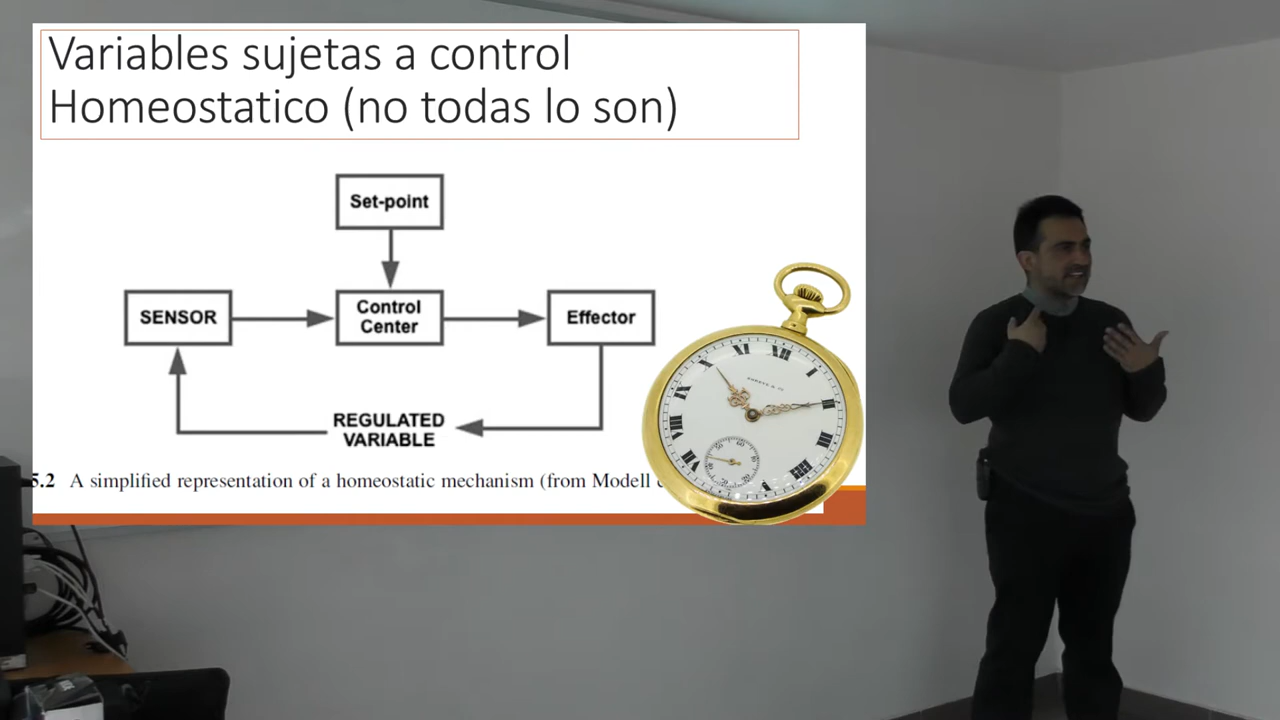 Variables sujetas a control
Homeostatico (no todas lo son)
Set-point
SENSOR
Control
Center
Effector
REGULATED
VARIABLE
5.2 A simplified representation of a homeostatic mechanism (from Modell